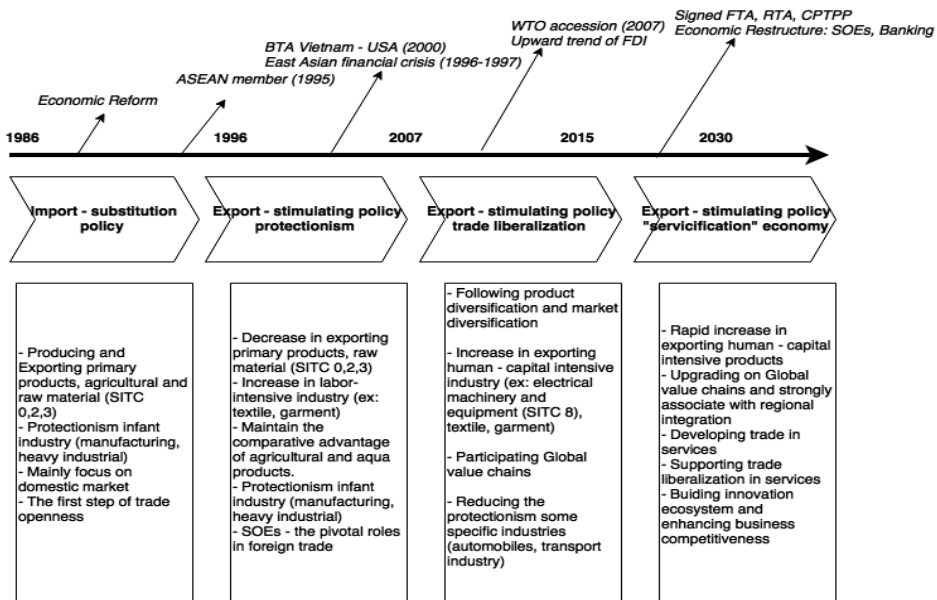 Signed FTA, RTA, CPTPP
Economic Restructure: SOEs, Banking
WTO accession (2007)
Upward trend of FDI
BTA Vietnam - USA (2000)
East Asian financial crisis (1996-1997)
ASEAN member (1995)
Economic Reform
1986
1996
2007
2015
2030
Import - substitution
policy
Export - stimulating policy
protectionism
Export - stimulating policy
trade liberalization
Export - stimulating policy
"servicification" economy
- Producing and
Exporting primary
products, agricultural and
raw material (SITC
0,2,3)
- Protectionism infant
industry (manufacturing,
heavy industrial)
- Mainly focus on
domestic market
- The first step of trade
openness
- Decrease in exporting
primary products, raw
material (SITC 0,2,3)
- Increase in labor-
intensive industry (ex:
textile, garment)
- Maintain the
comparative advantage
of agricultural and aqua
products.
- Protectionism infant
industry (manufacturing,
heavy industrial)
- SOEs - the pivotal roles
in foreign trade
- Following product
diversification and market
diversification
- Increase in exporting
human - capital intensive
industry (ex: electrical
machinery and
equipment (SITC 8),
textile, garment)
- Participating Global
value chains
- Reducing the
protectionism some
specific industries
(automobiles, transport
industry)
- Rapid increase in
exporting human - capital
intensive products
- Upgrading on Global
value chains and strongly
associate with regional
integration
- Developing trade in
services
- Supporting trade
liberalization in services
- Buiding innovation
ecosystem and
enhancing business
competitiveness